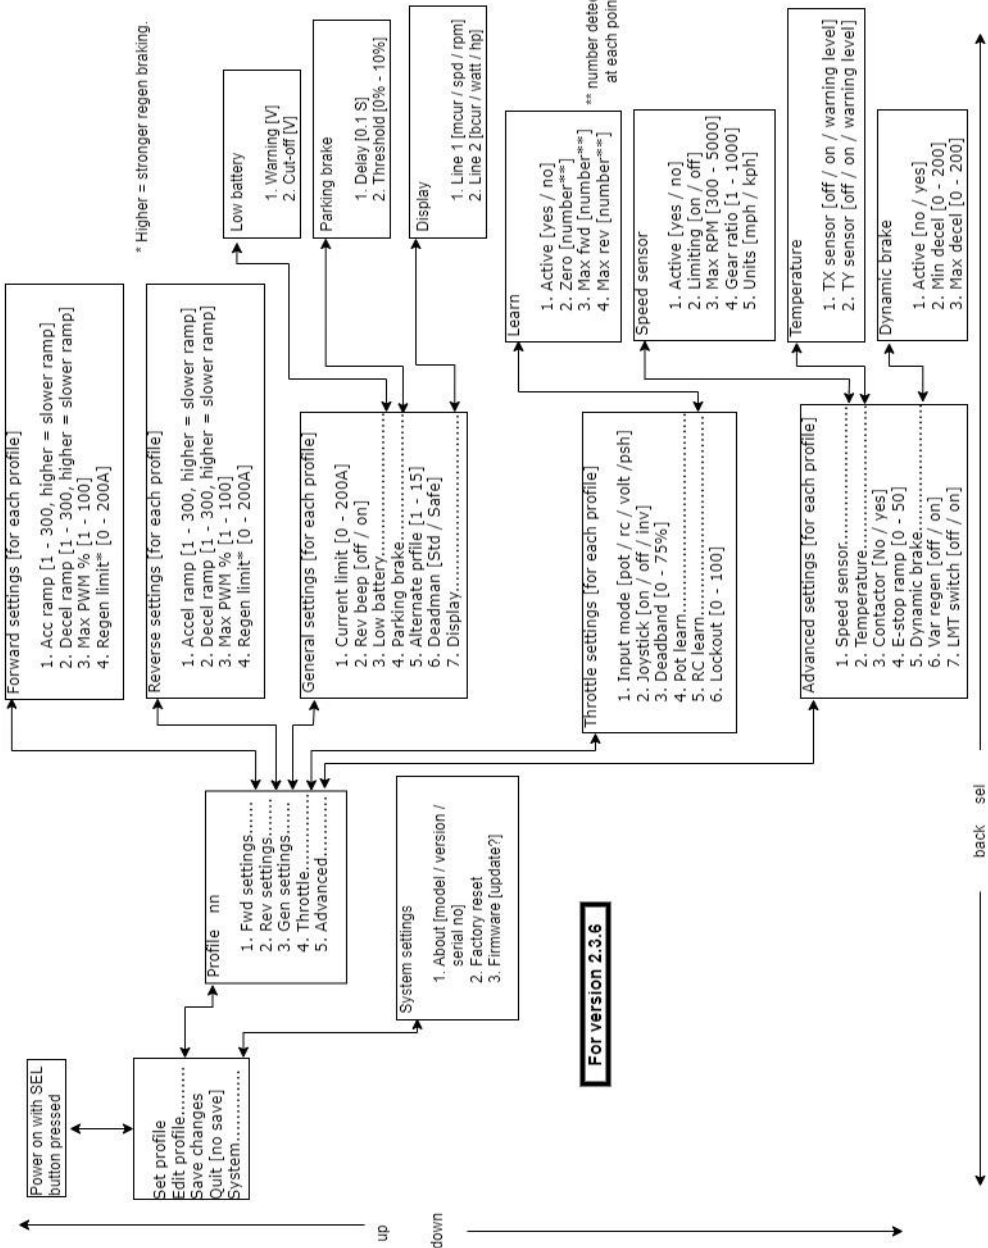 Power on with SEL
button pressed
Set profile
Edit profile..........
Save changes
Quit [no save]
System..............
Profile nn
1. Fwd settings......
2. Rev settings.......
3. Gen settings......
4. Throttle..............
5. Advanced...........
System settings
1. About [model / version /
serial no]
2. Factory reset
3. Firmware [update?]
For version 2.3.6
Forward settings [for each profile]
1. Acc ramp [1 - 300, higher = slower ramp]
2. Decel ramp [1 - 300, higher = slower ramp]
3. Max PWM % [1 - 100]
4. Regen limit* [0 - 200A]
Reverse settings [for each profile]
1. Accel ramp [1 - 300, higher = slower ramp]
2. Decel ramp [1 - 300, higher = slower ramp]
3. Max PWM % [1 - 100]
4. Regen limit* [0 - 200A]
General settings [for each profile]
1. Current limit [0 - 200A]
2. Rev beep [off / on]
3. Low battery.......................
4. Parking brake....................
5. Alternate prfile [1 - 15]
6. Deadman [Std / Safe]
7. Display.............................
Throttle settings [for each profile]
1. Input mode [pot / rc / volt /psh]
2. Joystick [on / off / inv]
3. Deadband [0 - 75%]
4. Pot learn..............................
5. RC learn...............................
6. Lockout [0 - 100]
Advanced settings [for each profile]
1. Speed sensor.......................
2. Temperature.........................
3. Contactor [No / yes]
4. E-stop ramp [0 - 50]
5. Dynamic brake......................
6. Var regen [off / on]
7. LMT switch [off / on]
* Higher = stronger regen braking.
Low battery
1. Warning [V]
2. Cut-off [V]
Parking brake
1. Delay [0.1 S]
2. Threshold [0% - 10%]
Display
1. Line 1 [mcur / spd / rpm]
2. Line 2 [bcur / watt / hp]
Learn
1. Active [yes / no]
2. Zero [number**]
3. Max fwd [number**]
4. Max rev [number**]
** number detec
at each poin
Speed sensor
1. Active [yes / no]
2. Limiting [on / off]
3. Max RPM [300 - 5000]
4. Gear ratio [1 - 1000]
5. Units [mph / kph]
Temperature
1. TX sensor [off / on / warning level]
2. TY sensor [off / on / warning level]
Dynamic brake
1. Active [no / yes]
2. Min decel [0 - 200]
3. Max decel [0 - 200]
up
down
back sel